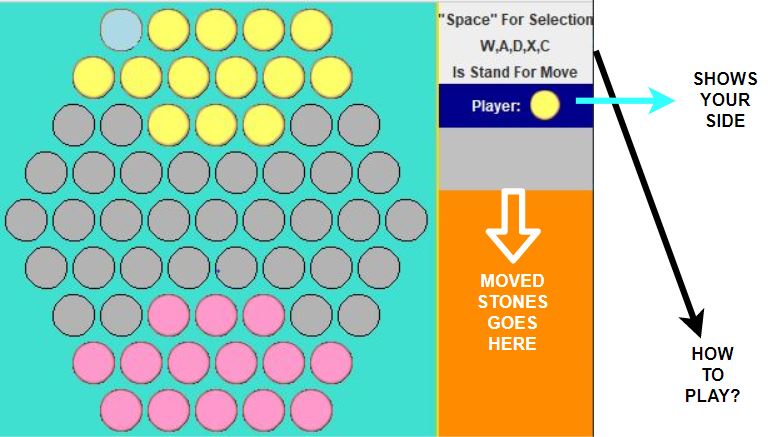 "Space" For Selection
W,A,D,X,C
Is Stand For Move
Player:
SHOWS
YOUR
SIDE
MOVED
STONES
GOES
HERE
HOW
TO
PLAY?